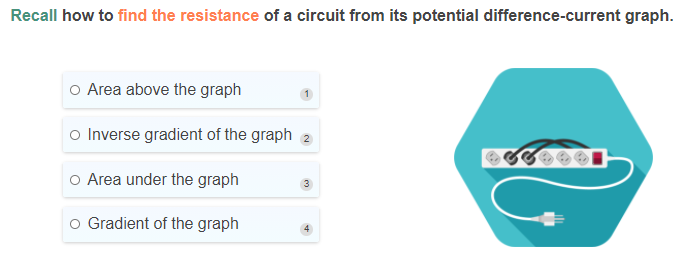 Recall how to find the resistance of a circuit from its potential difference-current graph.
Area above the graph 1
Inverse gradient of the graph 2
Area under the graph 3
Gradient of the graph 4